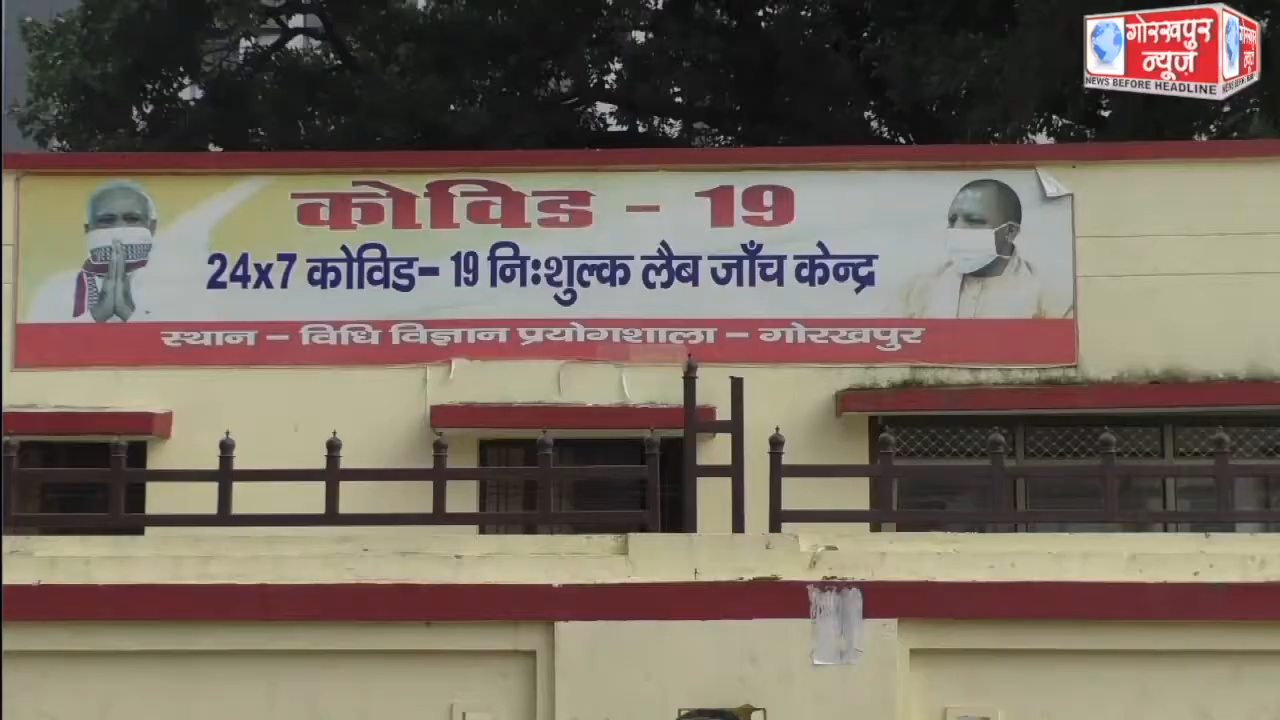 गोरखपुर
न्यूज़
NEWS BEFORE HEADLINE
कोविड - 19
24x7 कोविड- 19 निःशुल्क लैब जाँच केन्द्र
स्थान - विधि विज्ञान प्रयोगशाला - गोरखपुर